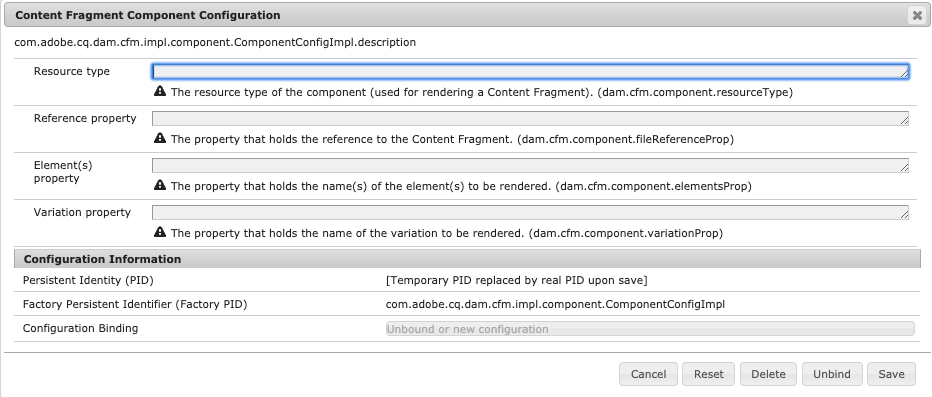 Content Fragment Component Configuration
com.adobe.cq.dam.cfm.impl.component.ComponentConfigImpl.description
Resource type
The resource type of the component (used for rendering a Content Fragment). (dam.cfm.component.resourceType)
Reference property
The property that holds the reference to the Content Fragment. (dam.cfm.component.fileReferenceProp)
Element(s)
property
The property that holds the name(s) of the element(s) to be rendered. (dam.cfm.component.elementsProp)
Variation property
The property that holds the name of the variation to be rendered. (dam.cfm.component.variationProp)
Configuration Information
Persistent Identity (PID) [Temporary PID replaced by real PID upon save]
Factory Persistent Identifier (Factory PID) com.adobe.cq.dam.cfm.impl.component.ComponentConfigImpl
Configuration Binding Unbound or new configuration
Cancel Reset Delete Unbind Save